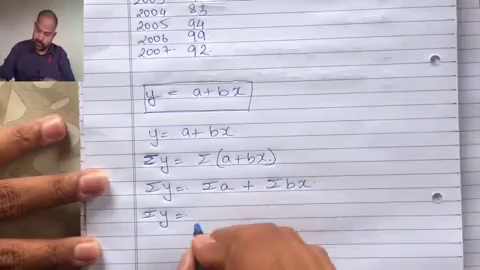 2004 83
2005 94
2006 99
2007. 92
y = a+bx
y= a+bx.
Σy= Σ(a+bx.)
Σy=. Σa + Σbx.
Σy=.